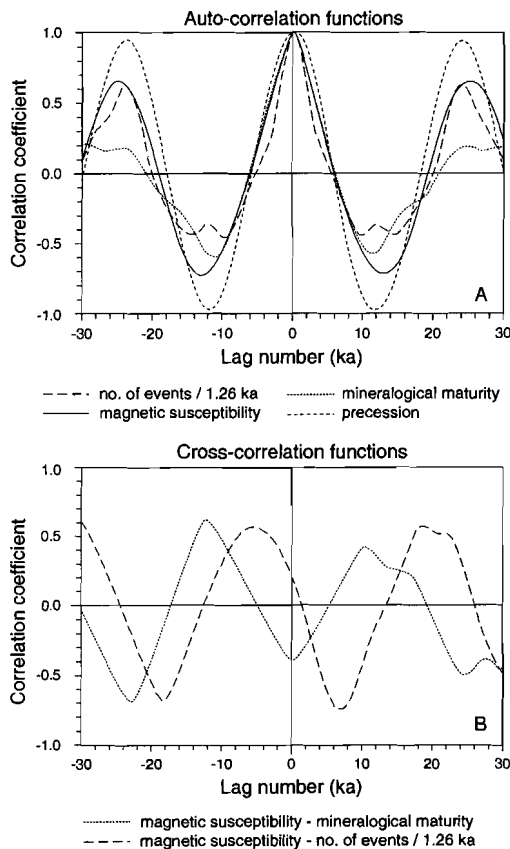 Auto-correlation functions
1.0
0.5
0.0
-0.5
-1.0
Correlation coefficient
A
-30 -20 -10 0 10 20 30
Lag number (ka)
no. of events / 1.26 ka
mineralogical maturity
magnetic susceptibility
precession
Cross-correlation functions
1.0
0.5
0.0
-0.5
-1.0
Correlation coefficient
B
-30 -20 -10 0 10 20 30
Lag number (ka)
magnetic susceptibility - mineralogical maturity
magnetic susceptibility - no. of events / 1.26 ka